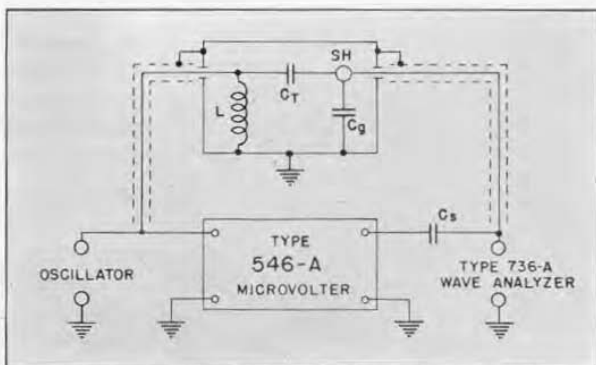 SH
C_T
L
C_g
C_s
TYPE
546-A
MICROVOLTER
OSCILLATOR
TYPE 736-A
WAVE ANALYZER